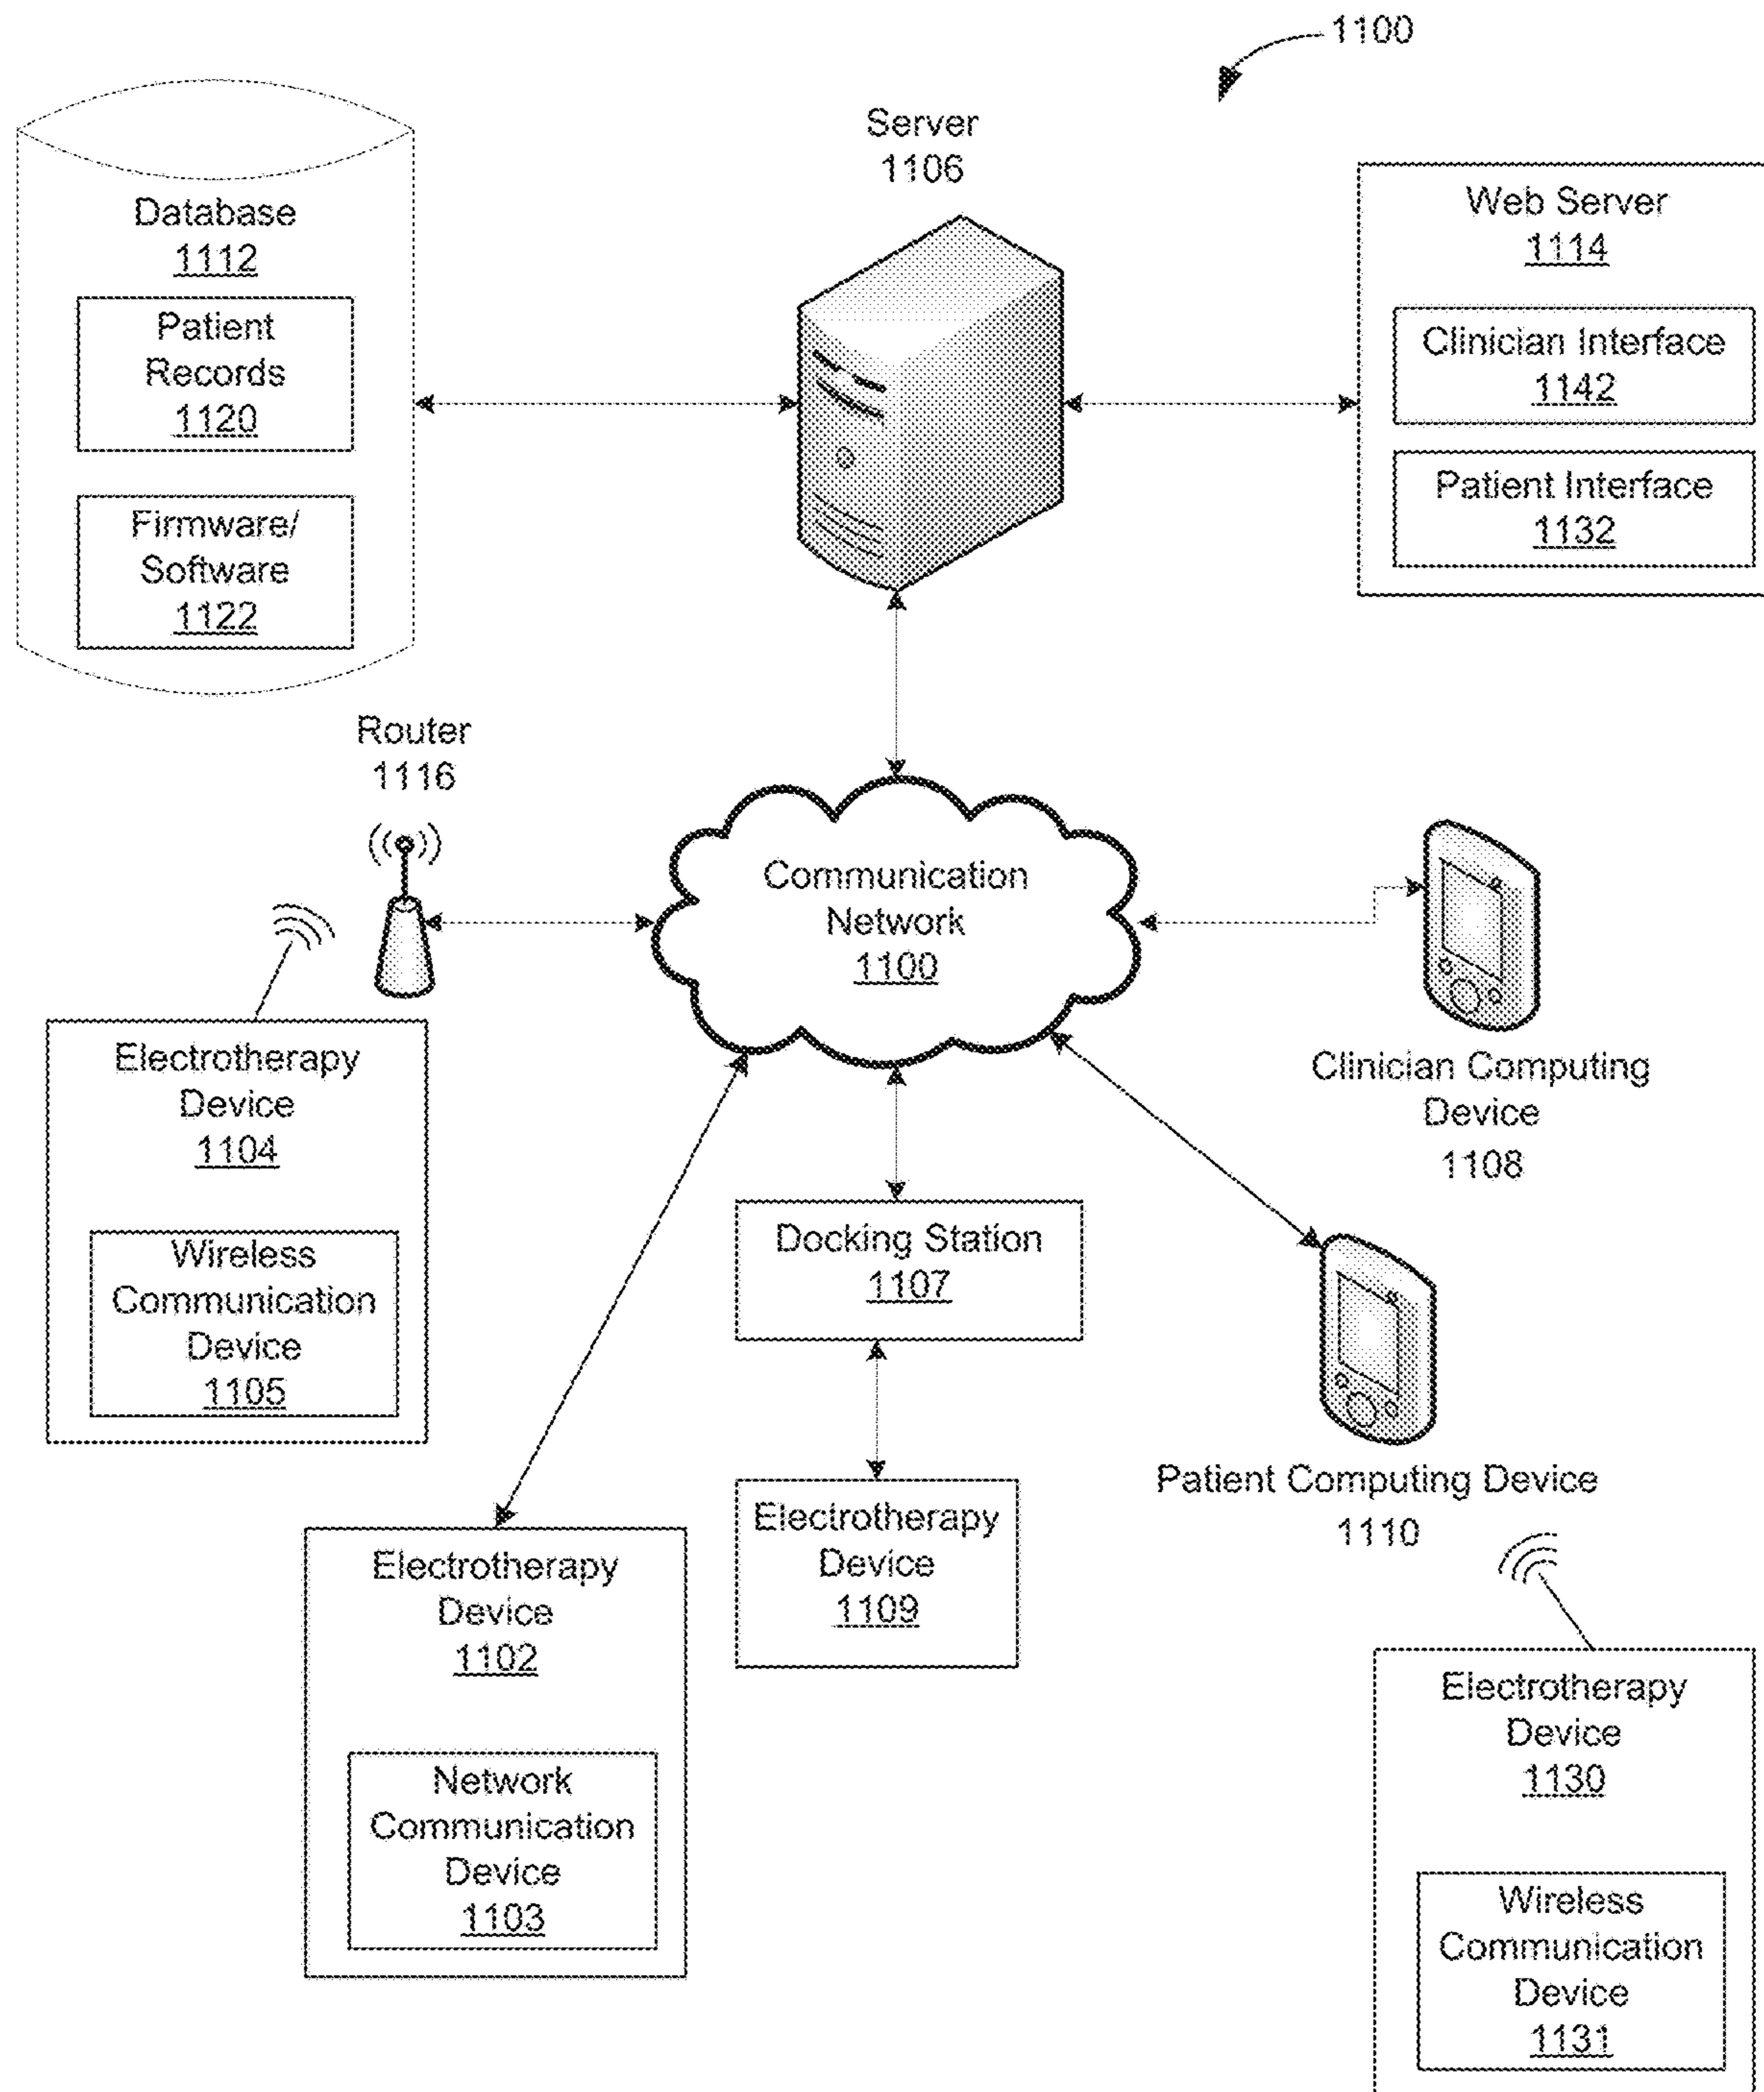 1100
Server
1106
Database
1112
Patient
Records
1120
Firmware/
Software
1122
Web Server
1114
Clinician Interface
1142
Patient Interface
1132
Router
1116
Communication
Network
1100
Clinician Computing
Device
1108
Electrotherapy
Device
1104
Wireless
Communication
Device
1105
Docking Station
1107
Patient Computing Device
1110
Electrotherapy
Device
1109
Electrotherapy
Device
1102
Network
Communication
Device
1103
Electrotherapy
Device
1130
Wireless
Communication
Device
1131